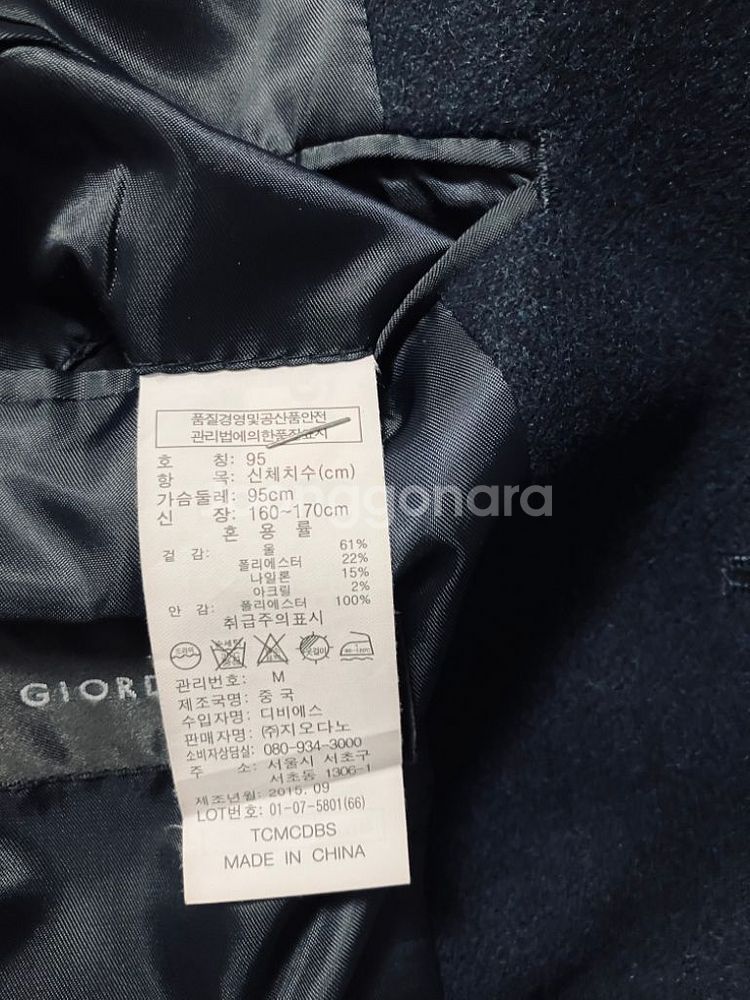 품질경영및공산품안전
관리법에의한품질표시
호 칭: 95
항 목: 신체치수(cm)
가슴둘레: 95cm
신 장: 160~170cm
혼 용 률
겉 감: 울 61%
폴리에스터 22%
나일론 15%
아크릴 2%
안 감: 폴리에스터 100%
취급주의표시
드라이
옷걸이
관리번호: M
제조국명: 중 국
수입자명: 디비에스
판매자명: (주)지오다노
소비자상담실: 080-934-3000
주 소: 서울시 서초구
서초동 1306-1
제조년월: 2015. 09
LOT번호: 01-07-5801(66)
TCMCDBS
MADE IN CHINA
GIORD
nggonara